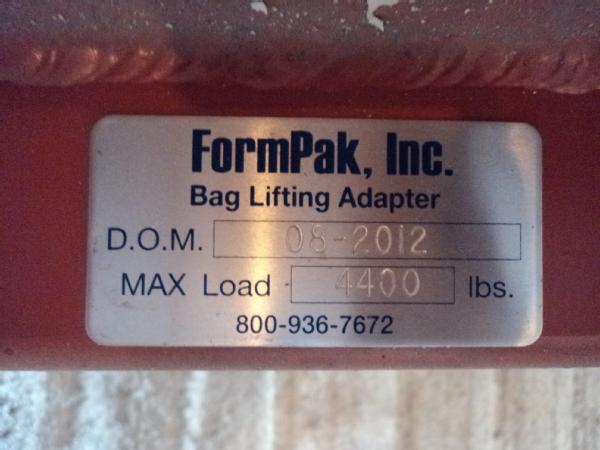 FormPak, Inc.
Bag Lifting Adapter
D.O.M. 08-2012
MAX Load 4400 lbs.
800-936-7672